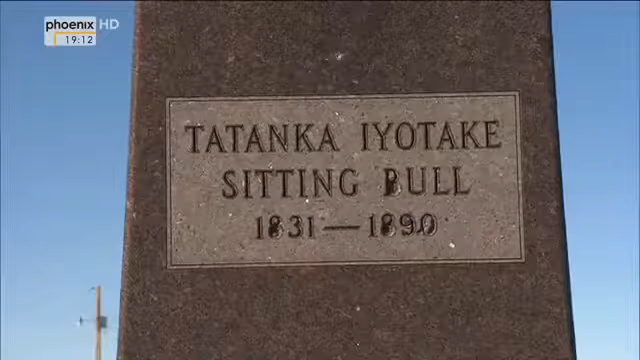 phoenix HD
19:12
TATANKA IYOTAKE
SITTING BULL
1831—1890